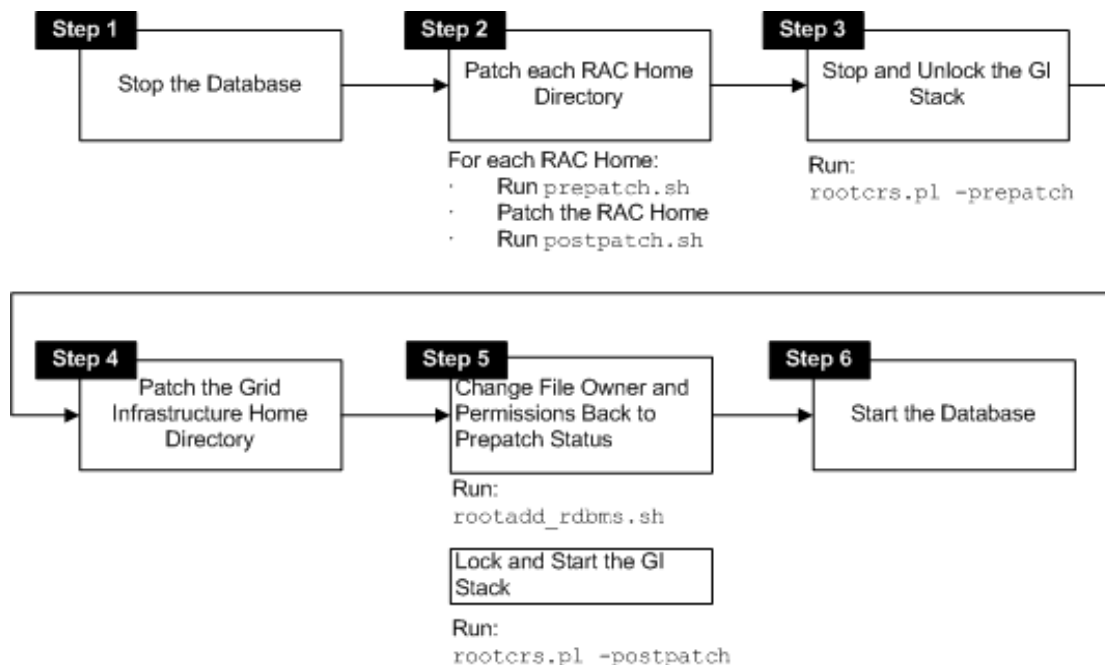 Step 1
Stop the Database
Step 2
Patch each RAC Home
Directory
For each RAC Home:
· Run prepatch.sh
· Patch the RAC Home
· Run postpatch.sh
Step 3
Stop and Unlock the GI
Stack
Run:
rootcrs.pl -prepatch
Step 4
Patch the Grid
Infrastructure Home
Directory
Step 5
Change File Owner and
Permissions Back to
Prepatch Status
Run:
rootadd_rdbms.sh
Lock and Start the GI
Stack
Run:
rootcrs.pl -postpatch
Step 6
Start the Database